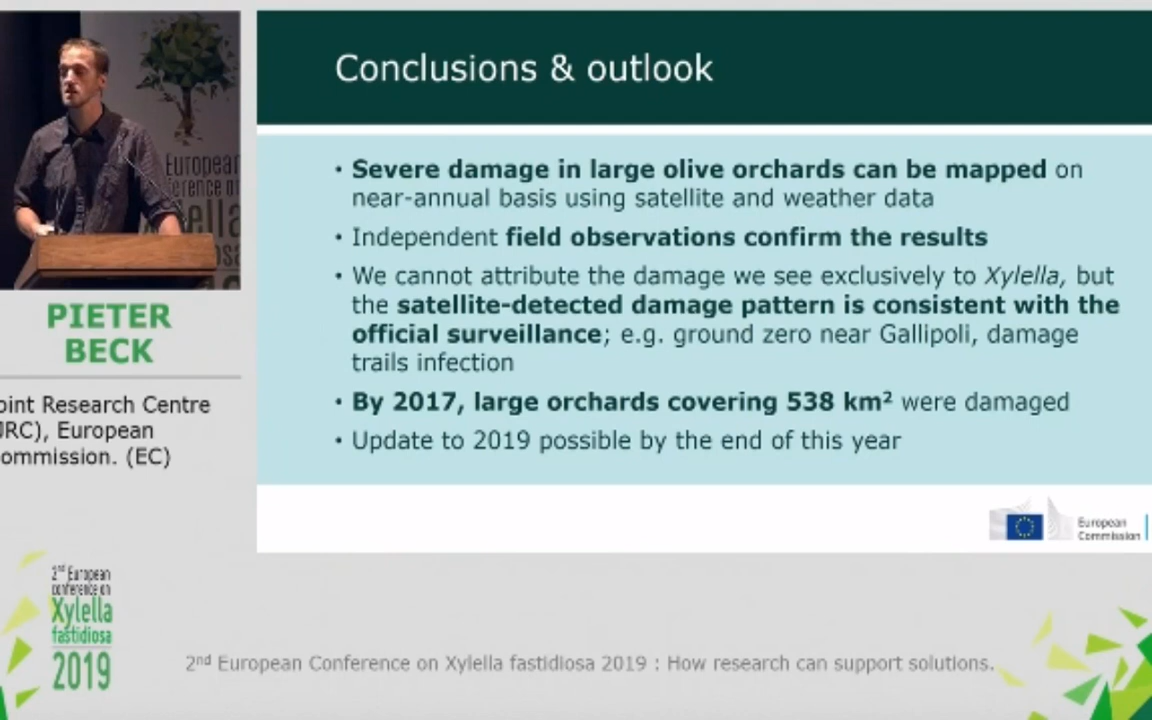 Conclusions & outlook
• Severe damage in large olive orchards can be mapped on
near-annual basis using satellite and weather data
• Independent field observations confirm the results
• We cannot attribute the damage we see exclusively to Xylella, but
the satellite-detected damage pattern is consistent with the
official surveillance; e.g. ground zero near Gallipoli, damage
trails infection
• By 2017, large orchards covering 538 km² were damaged
• Update to 2019 possible by the end of this year
European
Commission
European
ference on
ella
PIETER
BECK
oint Research Centre
JRC), European
ommission. (EC)
2nd European
conference on
Xylella
fastidiosa
2019
2nd European Conference on Xylella fastidiosa 2019 : How research can support solutions.